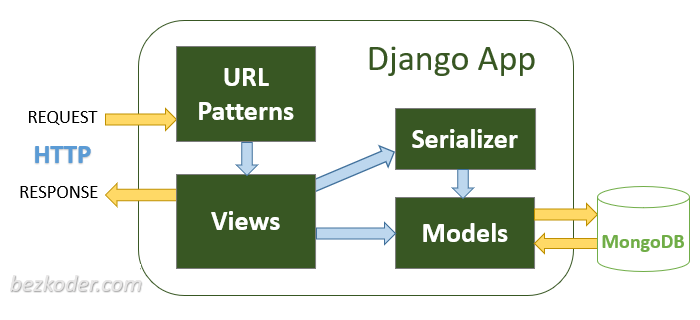 Django App
URL
Patterns
REQUEST
HTTP
RESPONSE
Serializer
Views
Models
MongoDB
bezkoder.com